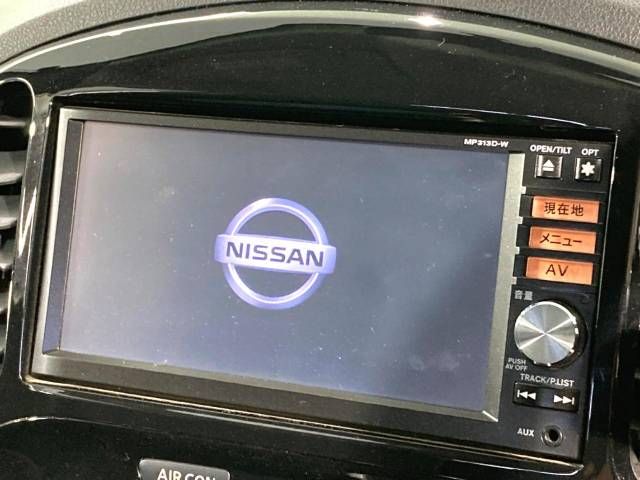 MP313D-W
OPEN/TILT OPT
現在地
メニュー
AV
NISSAN
音量
PUSH
AV OFF
TRACK/P.LIST
AUX
AIR CON